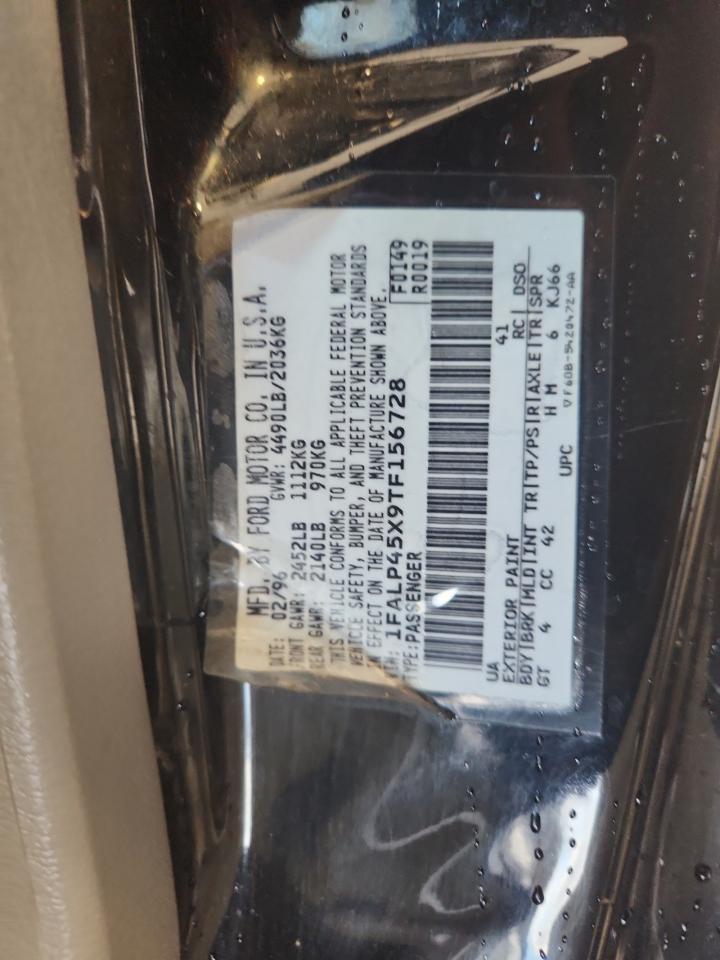 MFD. BY FORD MOTOR CO. IN U.S.A.
DATE: 02/96 GVWR: 4490LB/2036KG
FRONT GAWR: 2452LB 1112KG
REAR GAWR: 2140LB 970KG
THIS VEHICLE CONFORMS TO ALL APPLICABLE FEDERAL MOTOR
VEHICLE SAFETY, BUMPER, AND THEFT PREVENTION STANDARDS
IN EFFECT ON THE DATE OF MANUFACTURE SHOWN ABOVE.
VIN: 1FALP45X9TF156728 F0149
TYPE: PASSENGER R0019
UA 41
EXTERIOR PAINT RC| DSO
BDY|BRK|MLD|INT TR|TP/PS|R|AXLE|TR|SPR
GT 4 CC 42 H M 6 KJ66
UPC VF60B-5420472-AA